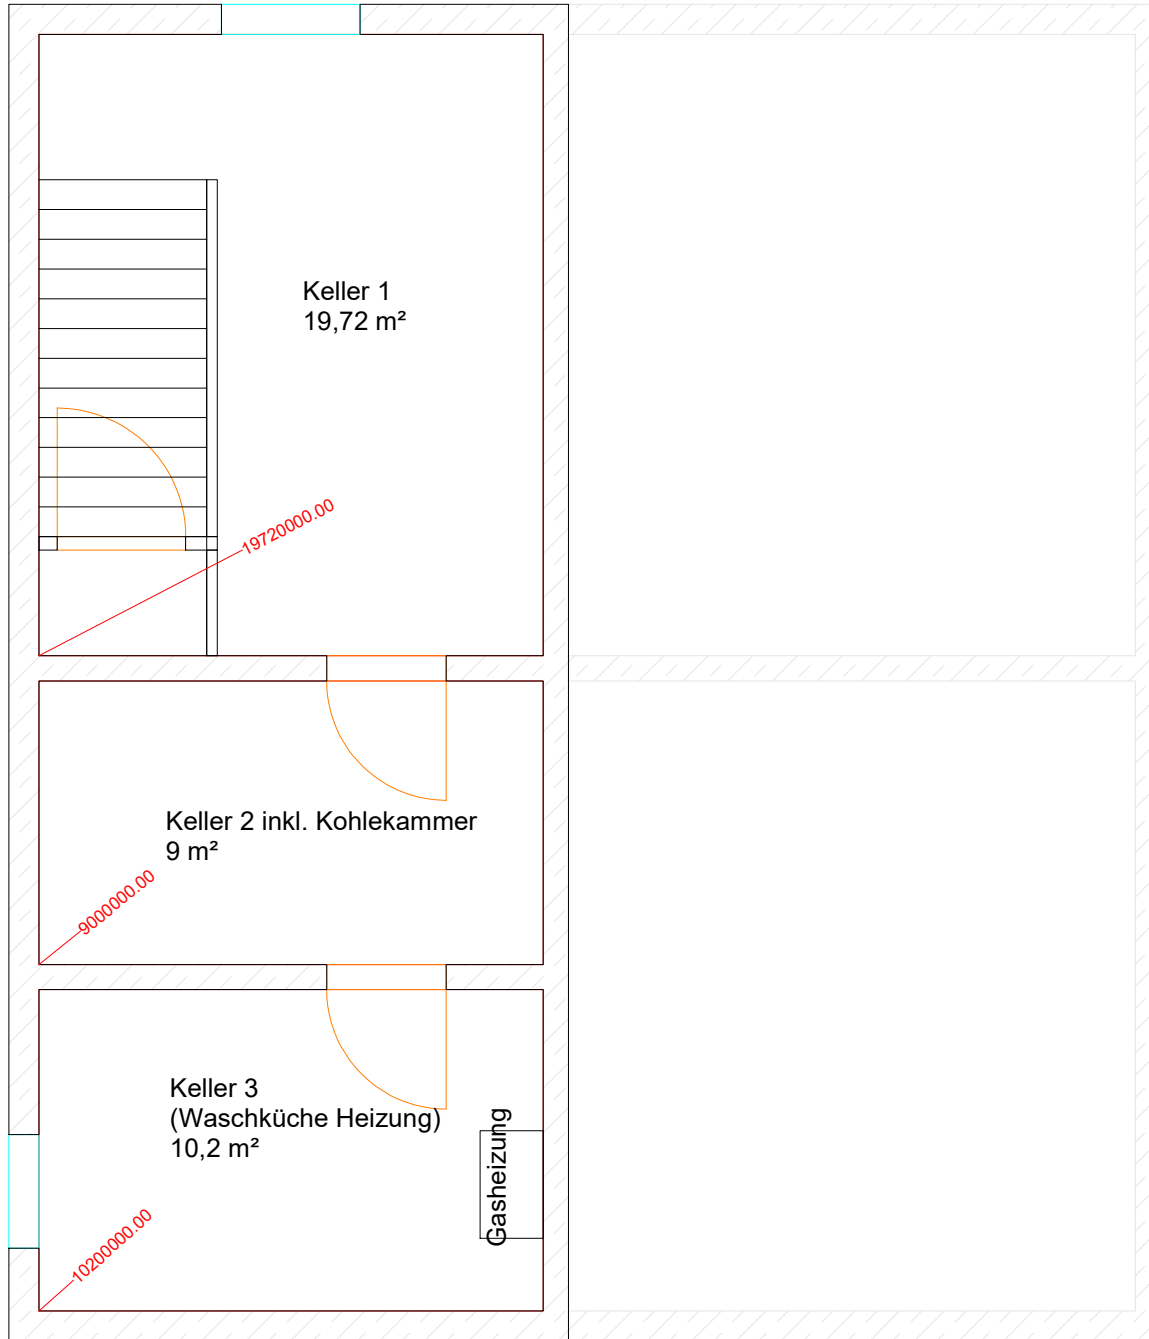 Keller 1
19,72 m²
19720000.00
Keller 2 inkl. Kohlekammer
9 m²
9000000.00
Keller 3
(Waschküche Heizung)
10,2 m²
Gasheizung
10200000.00